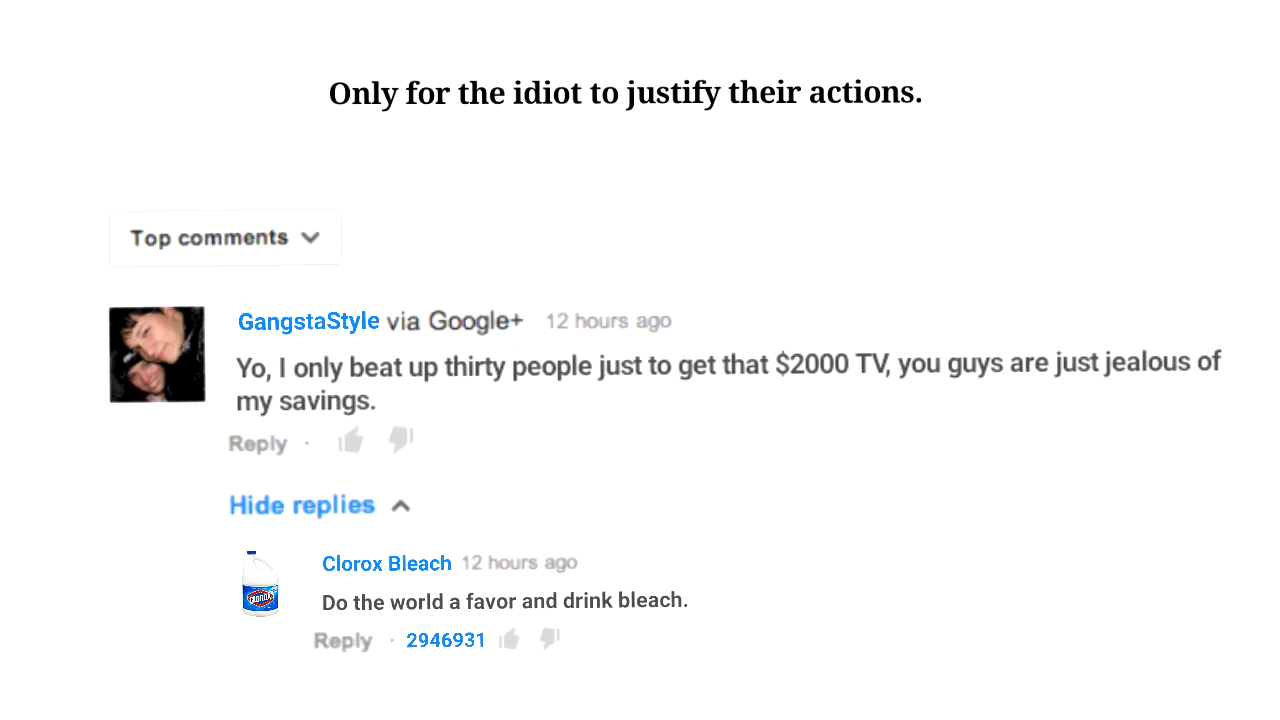 Only for the idiot to justify their actions.
Top comments
GangstaStyle via Google+ 12 hours ago
Yo, I only beat up thirty people just to get that $2000 TV, you guys are just jealous of
my savings.
Reply ·
Hide replies
Clorox Bleach 12 hours ago
CLOROX
Do the world a favor and drink bleach.
Reply · 2946931